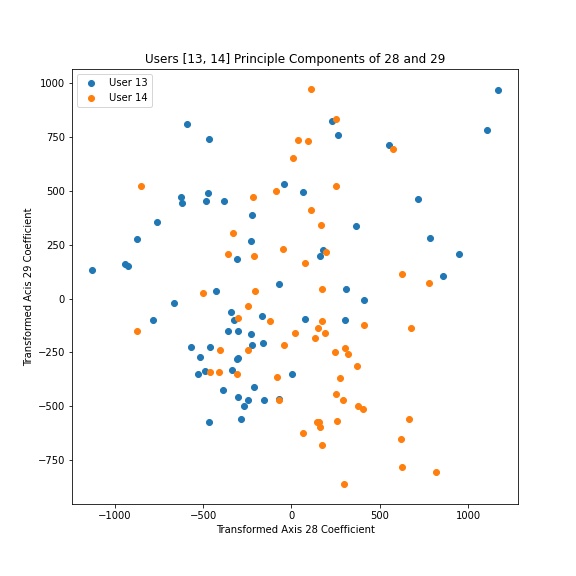 Users [13, 14] Principle Components of 28 and 29
User 13
User 14
1000
750
500
250
0
−250
−500
−750
Transformed Acis 29 Coefficient
−1000
−500
0
500
1000
Transformed Axis 28 Coefficient